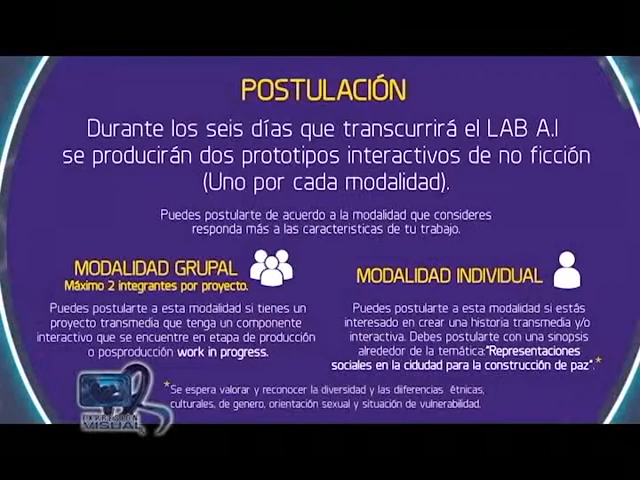 POSTULACIÓN
Durante los seis días que transcurrirá el LAB A.I
se producirán dos prototipos interactivos de no ficción
(Uno por cada modalidad).
Puedes postularte de acuerdo a la modalidad que consideres
responda más a las caracteristicas de tu trabajo.
MODALIDAD GRUPAL
Máximo 2 integrantes por proyecto.
Puedes postularte a esta modalidad si tienes un
proyecto transmedia que tenga un componente
interactivo que se encuentre en etapa de producción
o posproducción work in progress.
MODALIDAD INDIVIDUAL
Puedes postularte a esta modalidad si estás
interesado en crear una historia transmedia y/o
interactiva. Debes postularte con una sinopsis
alrededor de la temática:"Representaciones
sociales en la cidudad para la construcción de paz".*
*Se espera valorar y reconocer la diversidad y las diferencias étnicas,
culturales, de genero, orientación sexual y situación de vulnerabilidad.
EXPRESIÓN
VISUAL